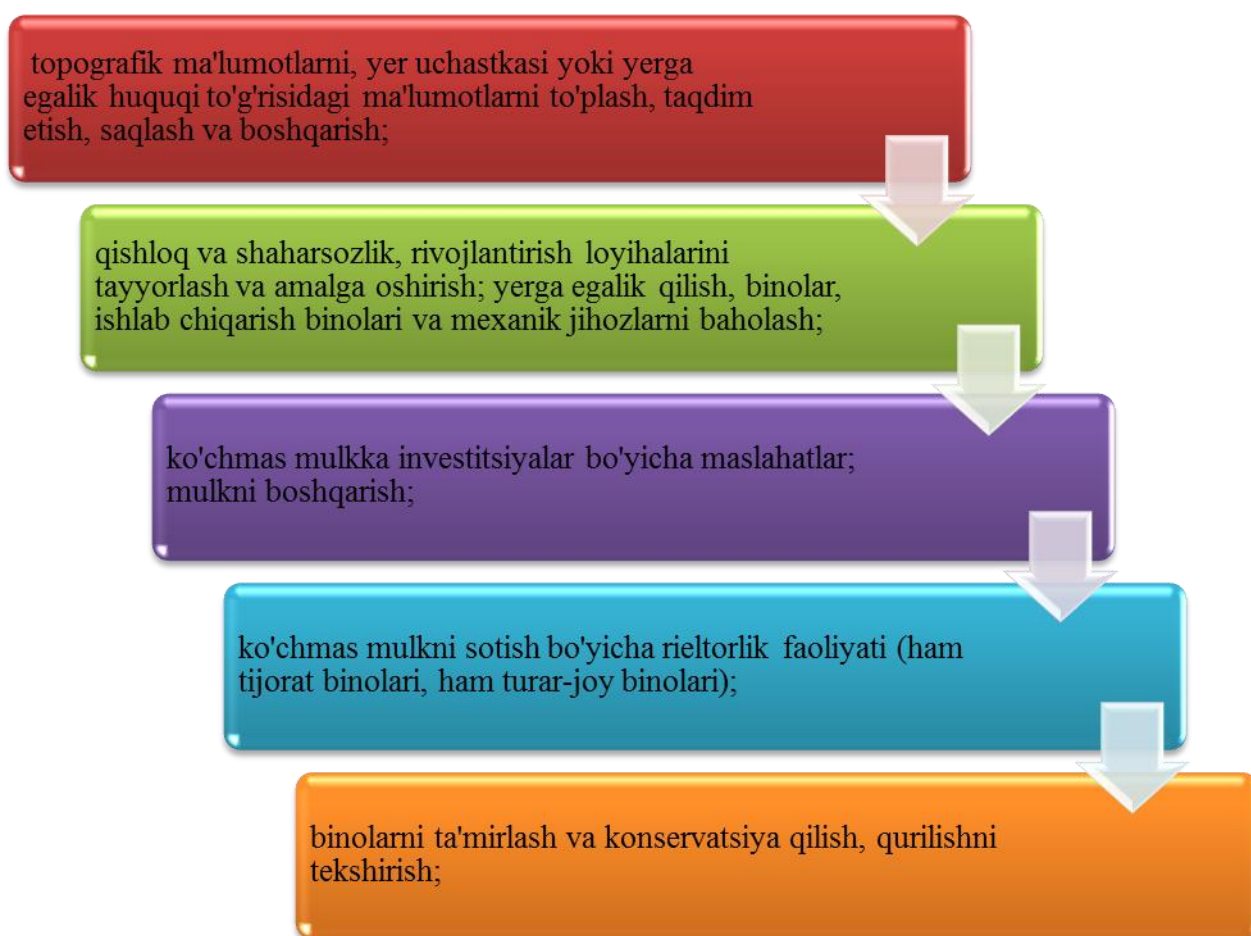 topografik ma'lumotlarni, yer uchastkasi yoki yerga
egalik huquqi to'g'risidagi ma'lumotlarni to'plash, taqdim
etish, saqlash va boshqarish;
qishloq va shaharsozlik, rivojlantirish loyihalarini
tayyorlash va amalga oshirish; yerga egalik qilish, binolar,
ishlab chiqarish binolari va mexanik jihozlarni baholash;
ko'chmas mulkka investitsiyalar bo'yicha maslahatlar;
mulkni boshqarish;
ko'chmas mulkni sotish bo'yicha rieltorlik faoliyati (ham
tijorat binolari, ham turar-joy binolari);
binolarni ta'mirlash va konservatsiya qilish, qurilishni
tekshirish;